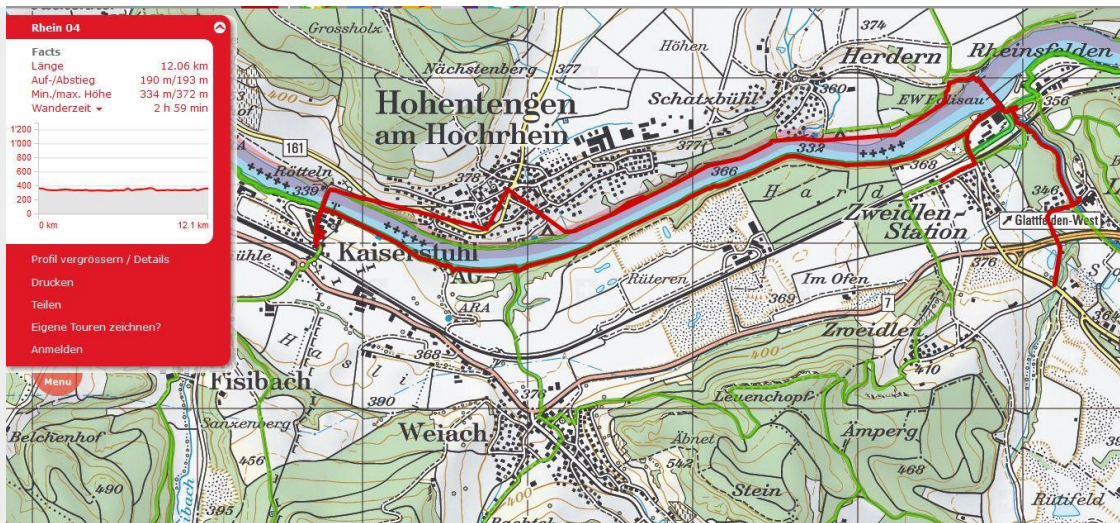 Rhein 04
Facts
Länge 12.06 km
Auf-/Abstieg 190 m/193 m
Min./max. Höhe 334 m/372 m
Wanderzeit 2 h 59 min
1'200
1'000
800
600
400
200
0
0 km 12.1 km
Profil vergrössern / Details
Drucken
Teilen
Eigene Touren zeichnen?
Anmelden
Menu
Grossholz
Höhen
374
Herdern
Rheinsfelden
Nächstenberg
377
400
360
Schatzbühl
EW Eglisau
356
Hohentengen
am Hochrhein
161
377
332
368
Rötteln
339
378
366
Hard
346
Glattfelden-West
Zweidlen-
Station
Kaiserstuhl
AG
376
Rüteren
Im Ofen
369
7
ARA
Zweidlen
Hasli
368
400
410
Fisibach
390
376
Leuenchopf
Sanzenberg
Weiach
Ämperg
Belchenhof
Äbnet
456
542
468
490
Stein
Rütifeld
395
400